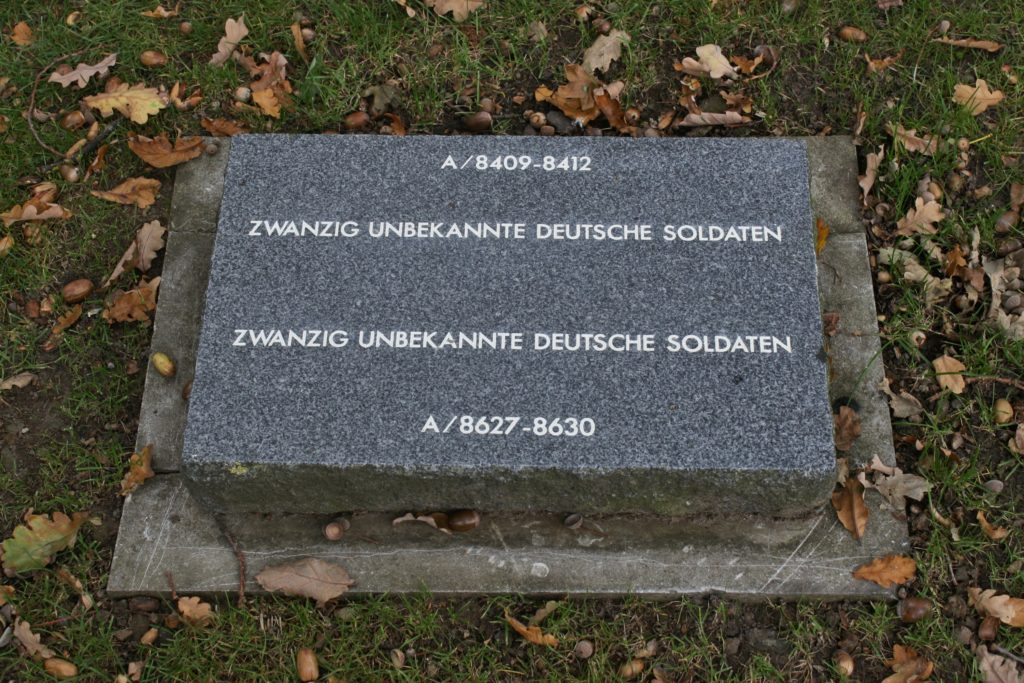 A/8409-8412
ZWANZIG UNBEKANNTE DEUTSCHE SOLDATEN
ZWANZIG UNBEKANNTE DEUTSCHE SOLDATEN
A/8627-8630